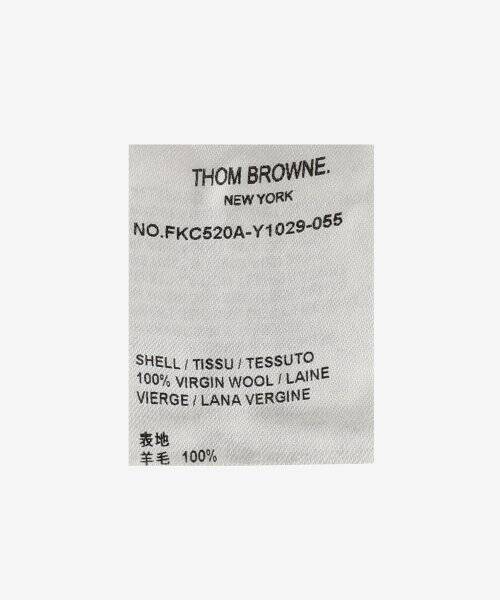 THOM BROWNE.
NEW YORK
NO.FKC520A-Y1029-055
SHELL / TISSU / TESSUTO
100% VIRGIN WOOL / LAINE
VIERGE / LANA VERGINE
表地
羊毛 100%